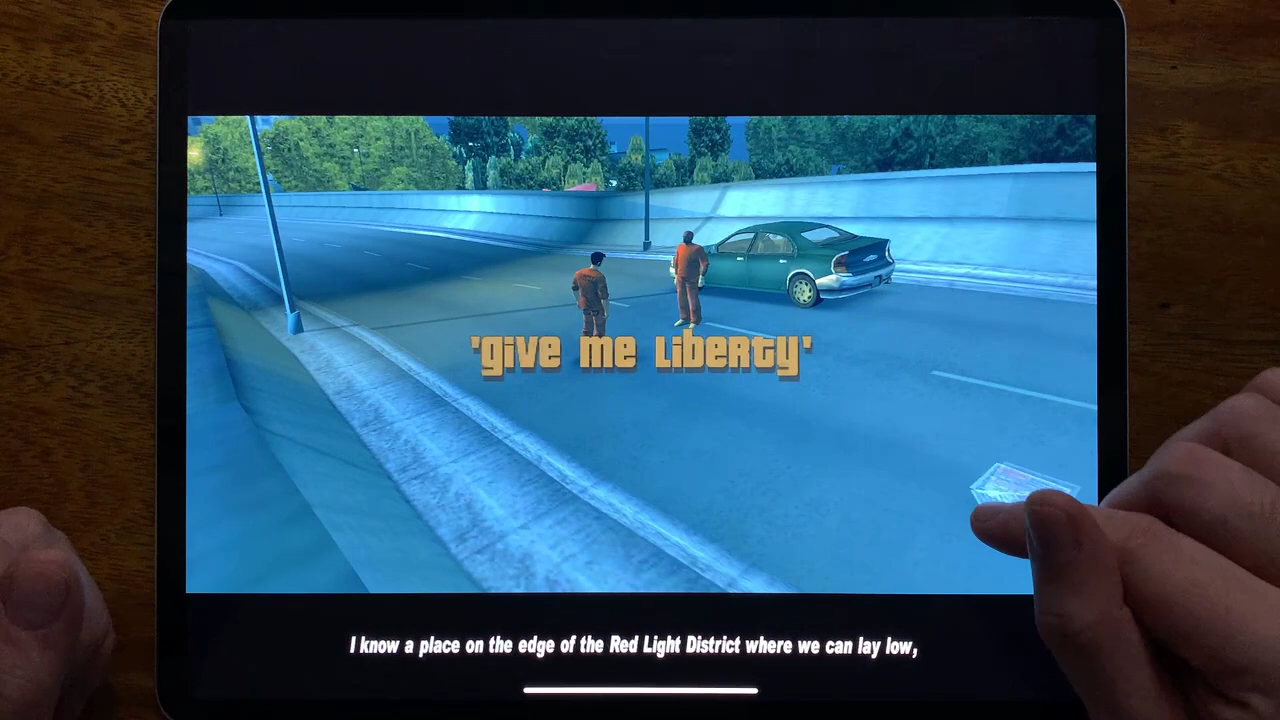 'give me liberty'
I know a place on the edge of the Red Light District where we can lay low,